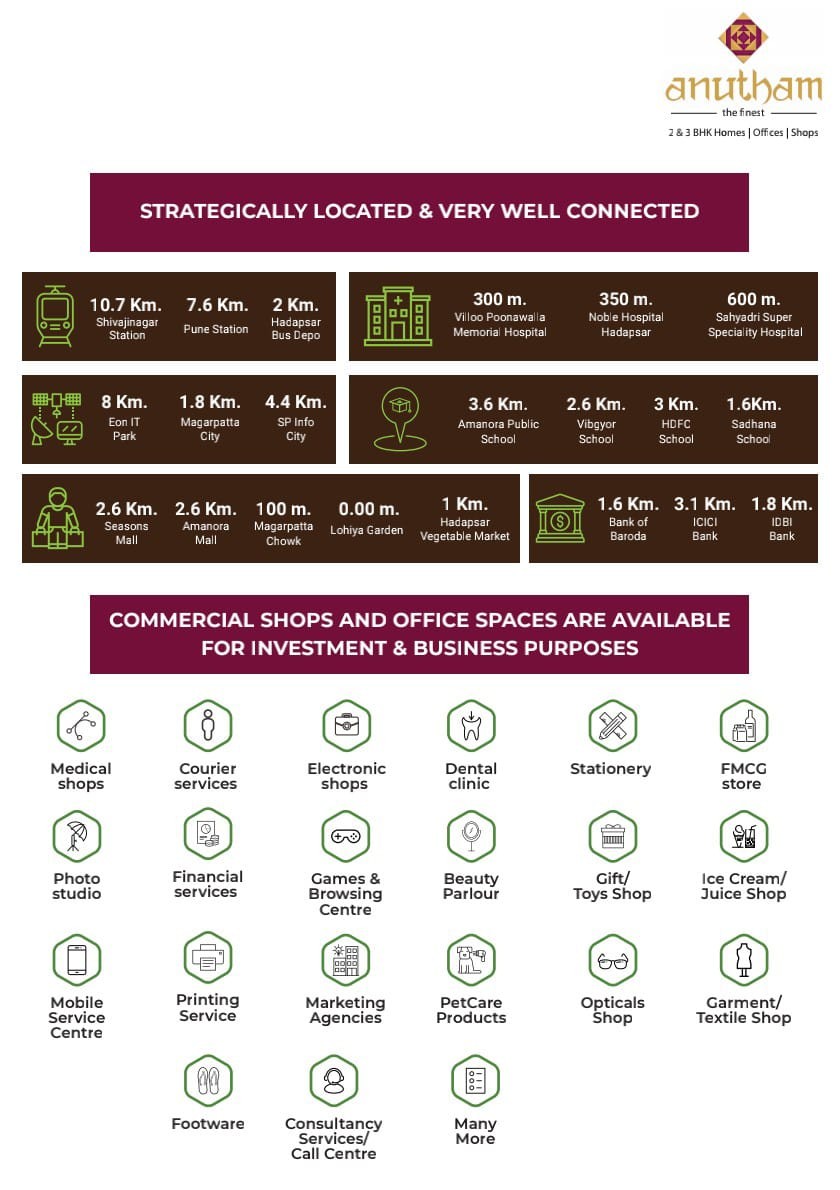 anutham
the finest
2 & 3 BHK Homes | Offices | Shops
STRATEGICALLY LOCATED & VERY WELL CONNECTED
10.7 Km.
Shivajinagar
Station
7.6 Km.
Pune Station
2 Km.
Hadapsar
Bus Depo
300 m.
Villoo Poonawalla
Memorial Hospital
350 m.
Noble Hospital
Hadapsar
600 m.
Sahyadri Super
Speciality Hospital
8 Km.
Eon IT
Park
1.8 Km.
Magarpatta
City
4.4 Km.
SP Info
City
3.6 Km.
Amanora Public
School
2.6 Km.
Vibgyor
School
3 Km.
HDFC
School
1.6Km.
Sadhana
School
2.6 Km.
Seasons
Mall
2.6 Km.
Amanora
Mall
100 m.
Magarpatta
Chowk
0.00 m.
Lohiya Garden
1 Km.
Hadapsar
Vegetable Market
1.6 Km.
Bank of
Baroda
3.1 Km.
ICICI
Bank
1.8 Km.
IDBI
Bank
COMMERCIAL SHOPS AND OFFICE SPACES ARE AVAILABLE
FOR INVESTMENT & BUSINESS PURPOSES
Medical
shops
Courier
services
Electronic
shops
Dental
clinic
Stationery
FMCG
store
Photo
studio
Financial
services
Games &
Browsing
Centre
Beauty
Parlour
Gift/
Toys Shop
Ice Cream/
Juice Shop
Mobile
Service
Centre
Printing
Service
Marketing
Agencies
PetCare
Products
Opticals
Shop
Garment/
Textile Shop
Footware
Consultancy
Services/
Call Centre
Many
More